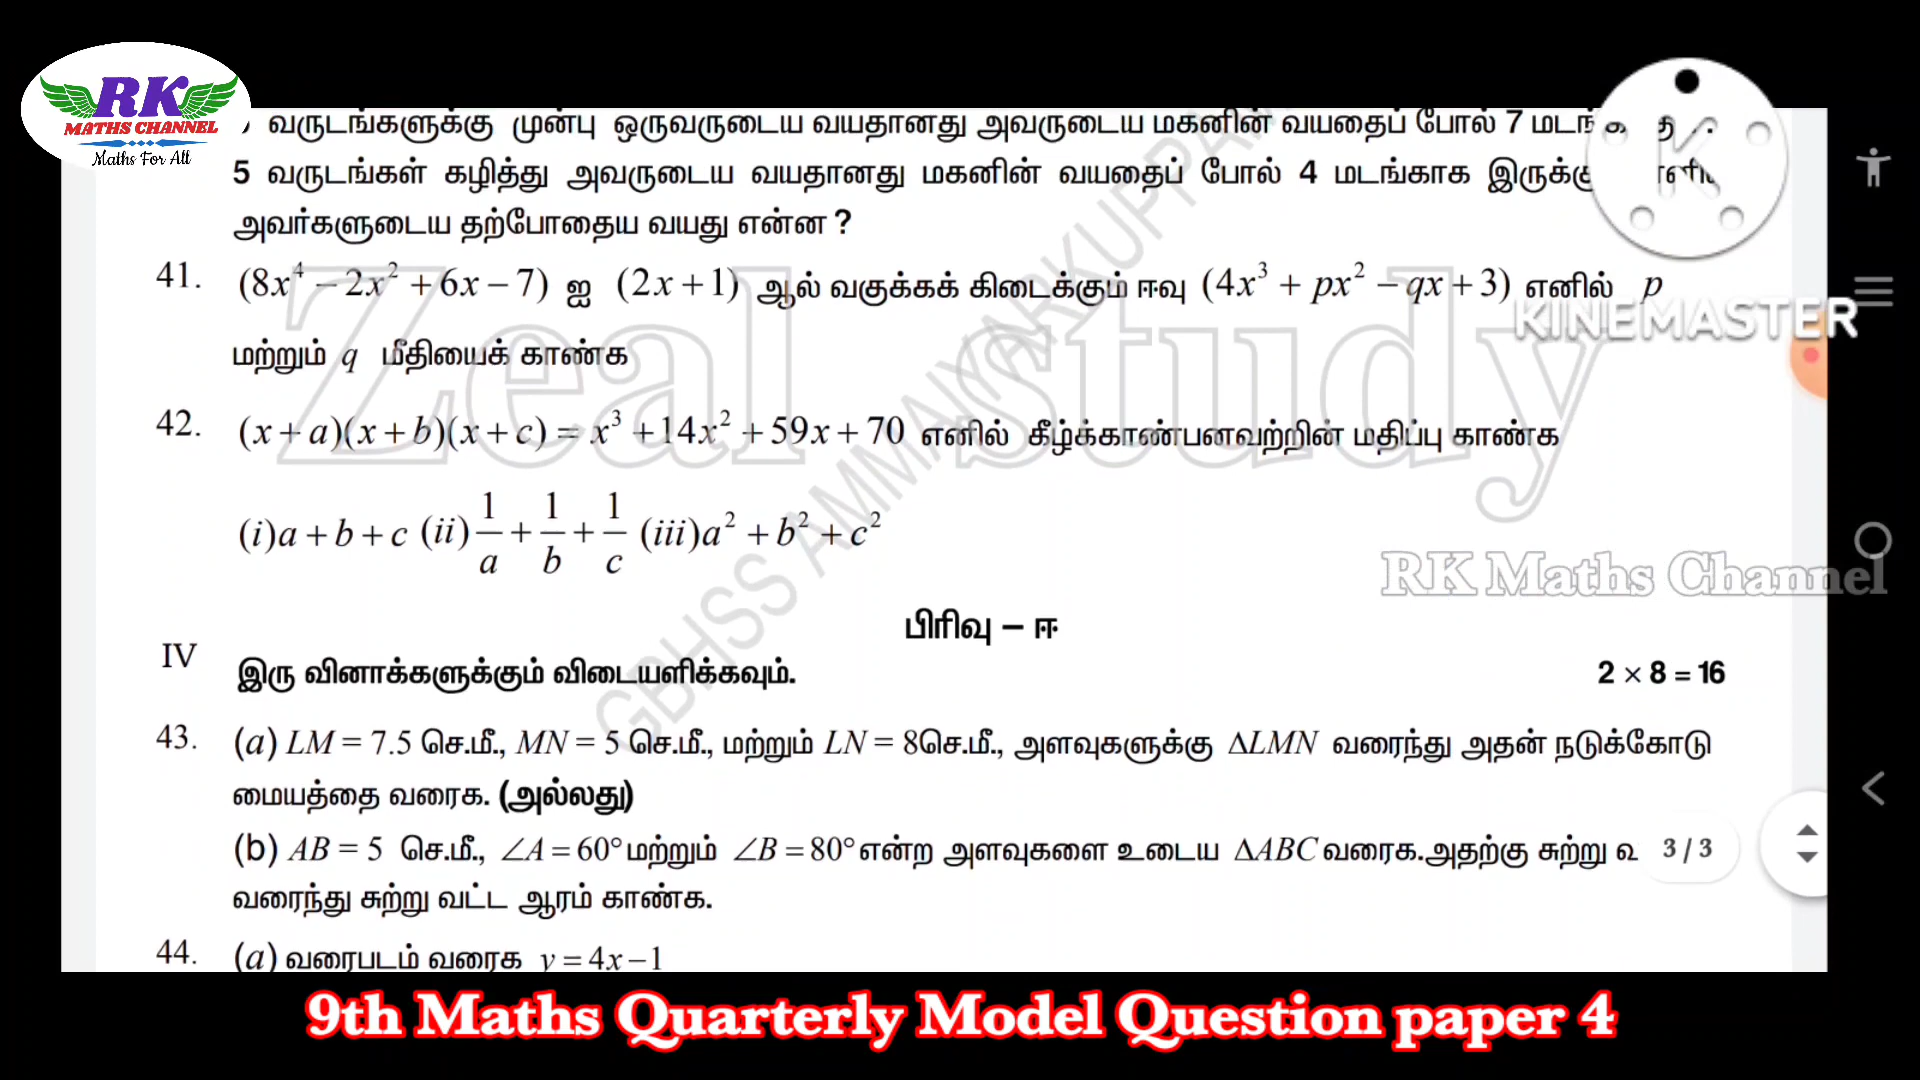 RK
MATHS CHANNEL
Maths For All
வருடங்களுக்கு முன்பு ஒருவருடைய வயதானது அவருடைய மகனின் வயதைப் போல் 7
5 வருடங்கள் கழித்து அவருடைய வயதானது மகனின் வயதைப் போல் 4 மடங்காக
அவர்களுடைய தற்போதைய வயது என்ன ?
41. (8x⁴ − 2x² + 6x − 7) ஐ (2x + 1) ஆல் வகுக்கக் கிடைக்கும் ஈவு (4x³ + px² − qx + 3) எனில் p
KINEMASTER
மற்றும் q மீதியைக் காண்க
Zeal Study
GBHSS AMMAIYARKUPPA
42. (x + a)(x + b)(x + c) = x³ + 14x² + 59x + 70 எனில் கீழ்க்காண்பனவற்றின் மதிப்பு காண்க
(i) a + b + c (ii) 1/a + 1/b + 1/c (iii) a² + b² + c²
RK Maths Channel
பிரிவு – ஈ
IV இரு வினாக்களுக்கும் விடையளிக்கவும். 2 × 8 = 16
43. (a) LM = 7.5 செ.மீ., MN = 5 செ.மீ., மற்றும் LN = 8செ.மீ., அளவுகளுக்கு ΔLMN வரைந்து அதன் நடுக்கோடு
மையத்தை வரைக. (அல்லது)
(b) AB = 5 செ.மீ., ∠A = 60° மற்றும் ∠B = 80° என்ற அளவுகளை உடைய ΔABC வரைக.அதற்கு சுற்று
3 / 3
வரைந்து சுற்று வட்ட ஆரம் காண்க.
44. (a) வரைபடம் வரைக y = 4x − 1
9th Maths Quarterly Model Question paper 4